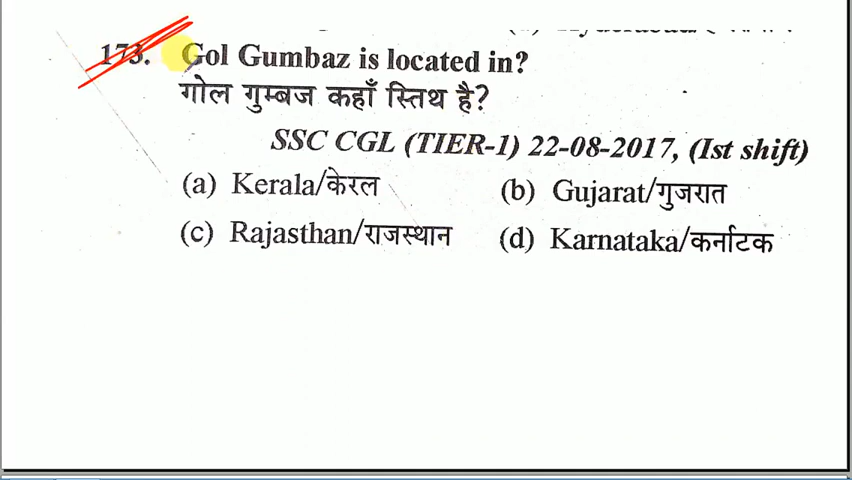 173. Gol Gumbaz is located in?
गोल गुम्बज कहाँ स्तिथ है?
SSC CGL (TIER-1) 22-08-2017, (Ist shift)
(a) Kerala/केरल (b) Gujarat/गुजरात
(c) Rajasthan/राजस्थान (d) Karnataka/कर्नाटक